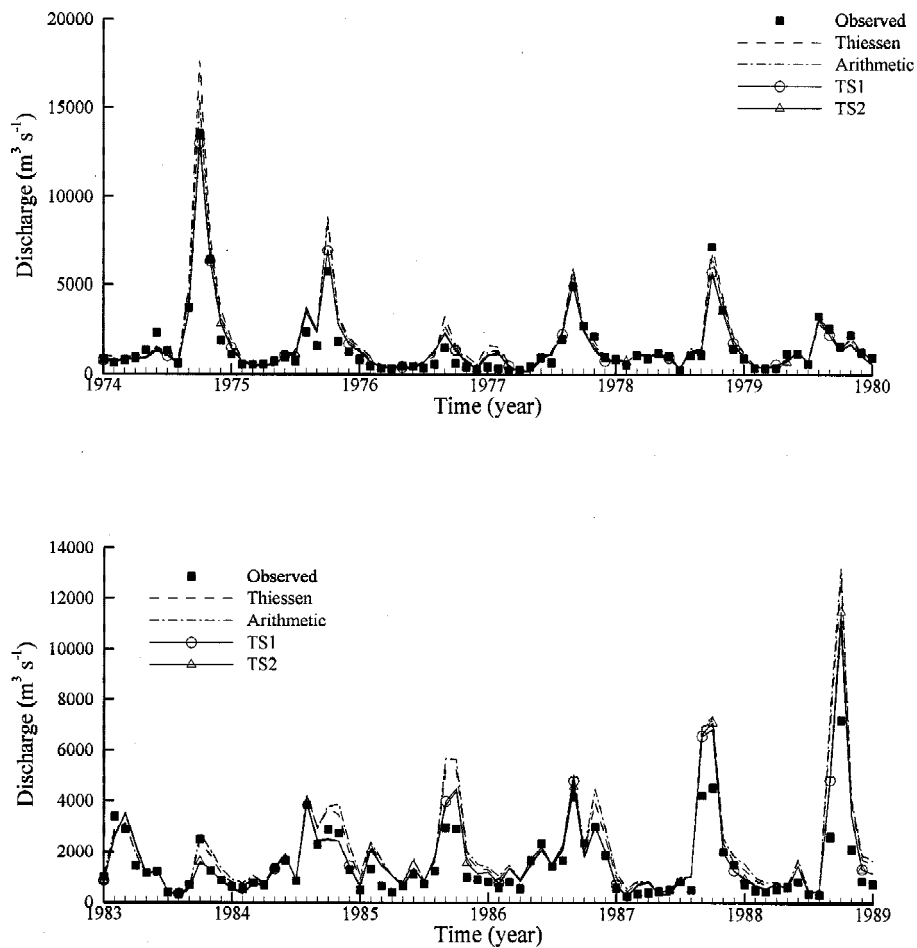 20000
15000
10000
5000
0
Discharge (m³ s⁻¹)
Observed
Thiessen
Arithmetic
TS1
TS2
1974
1975
1976
1977
1978
1979
1980
Time (year)
14000
12000
10000
8000
6000
4000
2000
0
Discharge (m³ s⁻¹)
Observed
Thiessen
Arithmetic
TS1
TS2
1983
1984
1985
1986
1987
1988
1989
Time (year)